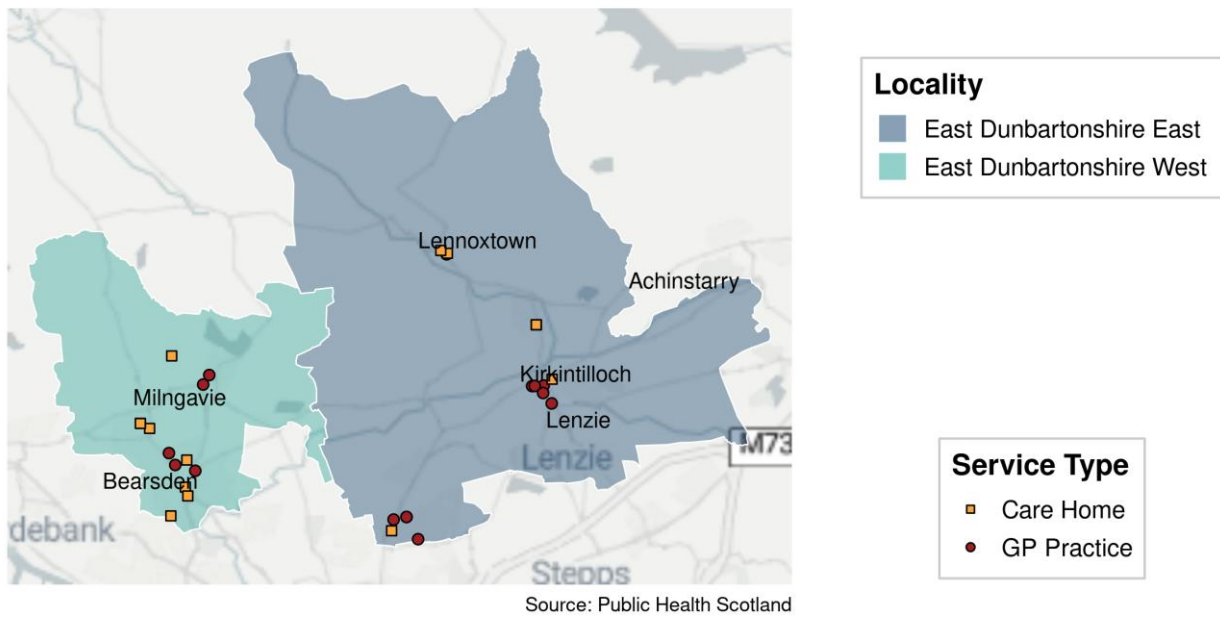 Lennoxtown
Achinstarry
Kirkintilloch
Milngavie
Lenzie
Lenzie
M73
Bearsden
debank
Stepps
Source: Public Health Scotland
Locality
East Dunbartonshire East
East Dunbartonshire West
Service Type
Care Home
GP Practice